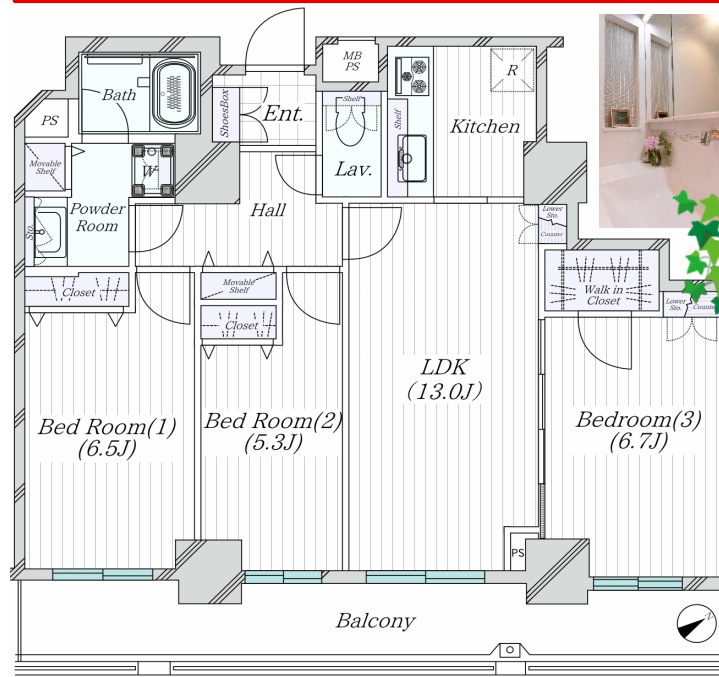 MB
PS
R
Bath
ShoesBox
Ent.
Shelf
Shelf
Kitchen
PS
Movable
Shelf
W
Lav.
Sto.
Powder
Room
Hall
Lower
Sto.
Counter
Closet
Movable
Shelf
Walk in
Closet
Lower
Sto.
Counter
Closet
LDK
(13.0J)
Bed Room(1)
(6.5J)
Bed Room(2)
(5.3J)
Bedroom(3)
(6.7J)
PS
Balcony
N